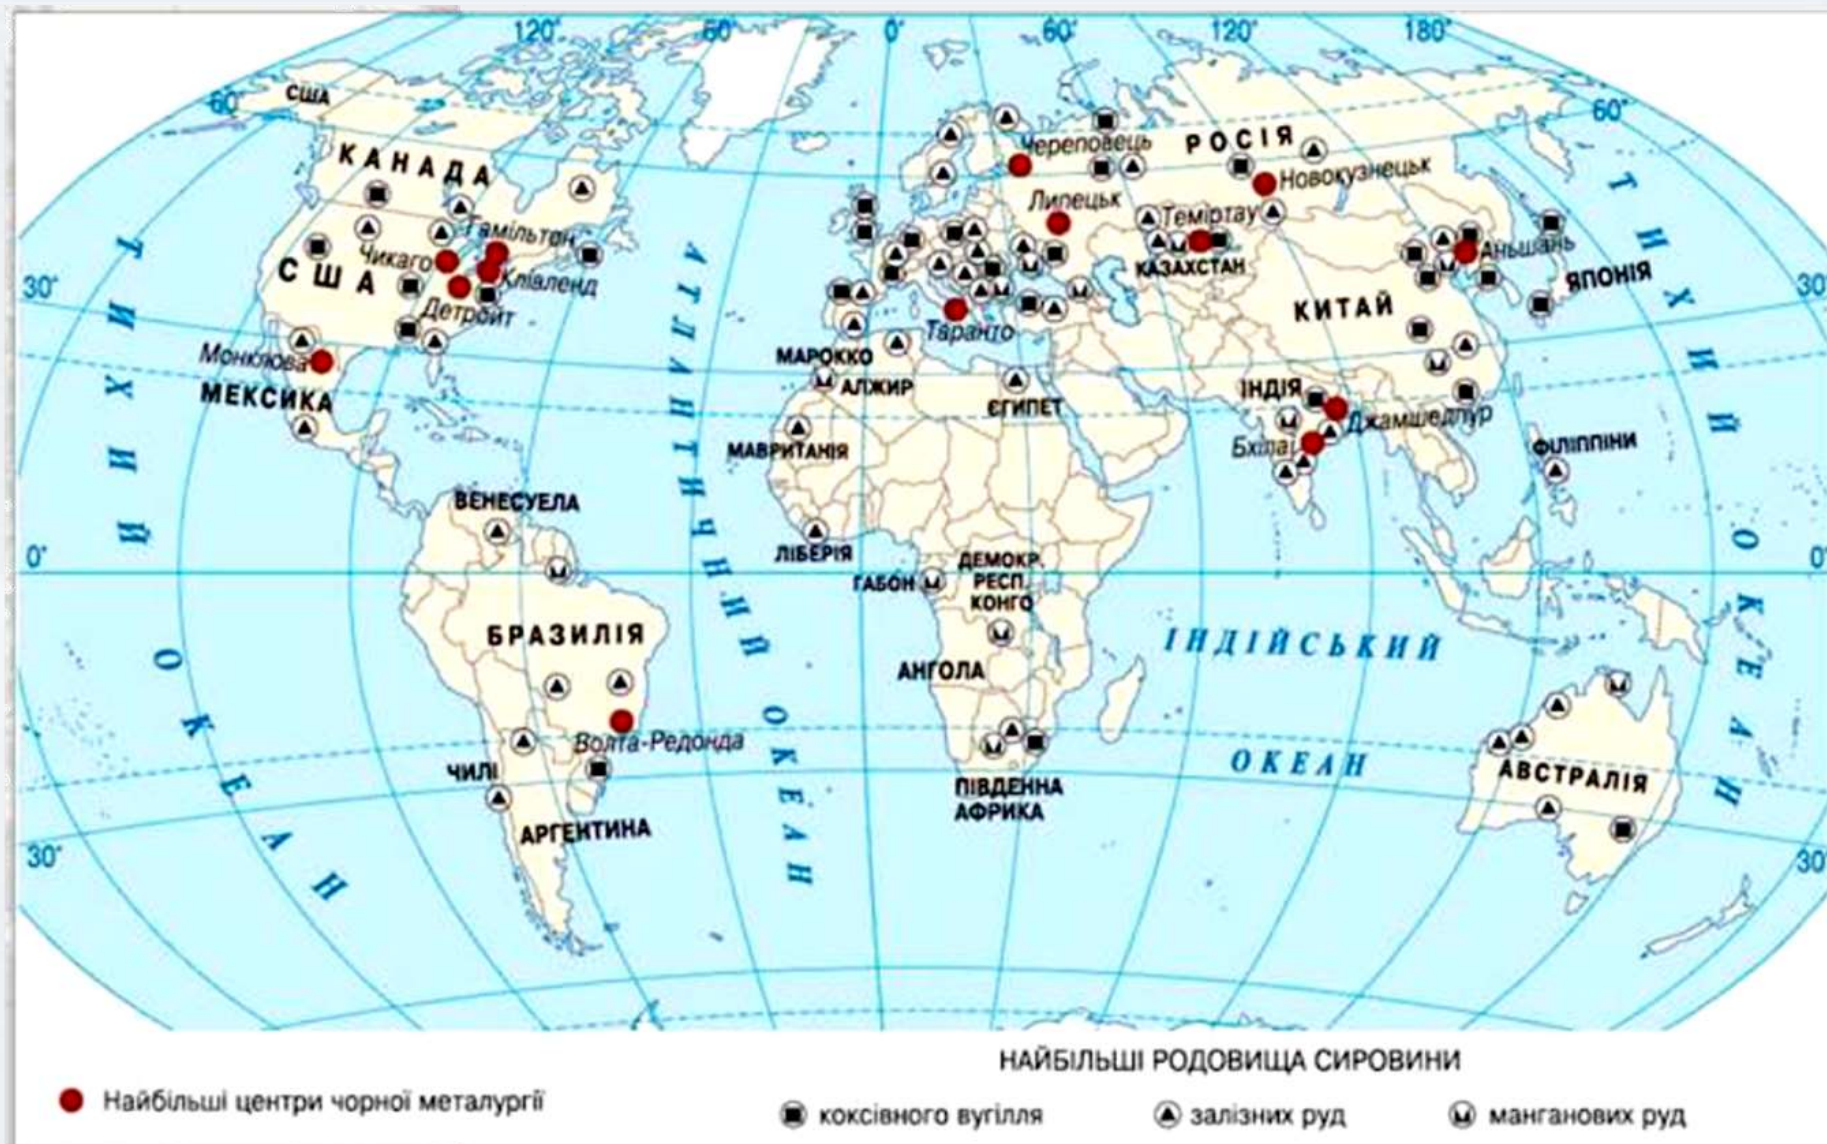 120°
60°
0°
60°
120°
180°
60°
60°
США
КАНАДА
РОСІЯ
Череповець
Новокузнецьк
Липецьк
Теміртау
КАЗАХСТАН
Гамільтон
Чикаго
Клівленд
США
Детройт
Монклова
МЕКСИКА
Таранто
Аньшань
ЯПОНІЯ
КИТАЙ
30°
30°
МАРОККО
АЛЖИР
ЄГИПЕТ
МАВРИТАНІЯ
ІНДІЯ
Джамшедпур
Бхілаї
ФІЛІППІНИ
ВЕНЕСУЕЛА
ЛІБЕРІЯ
ГАБОН
ДЕМОКР.
РЕСП.
КОНГО
0°
0°
БРАЗИЛІЯ
АНГОЛА
Волта-Редонда
ЧИЛІ
АРГЕНТИНА
ПІВДЕННА
АФРИКА
АВСТРАЛІЯ
30°
30°
ТИХИЙ
ОКЕАН
АТЛАНТИЧНИЙ ОКЕАН
ІНДІЙСЬКИЙ
ОКЕАН
ТИХИЙ ОКЕАН
НАЙБІЛЬШІ РОДОВИЩА СИРОВИНИ
Найбільші центри чорної металургії
коксівного вугілля
залізних руд
манганових руд